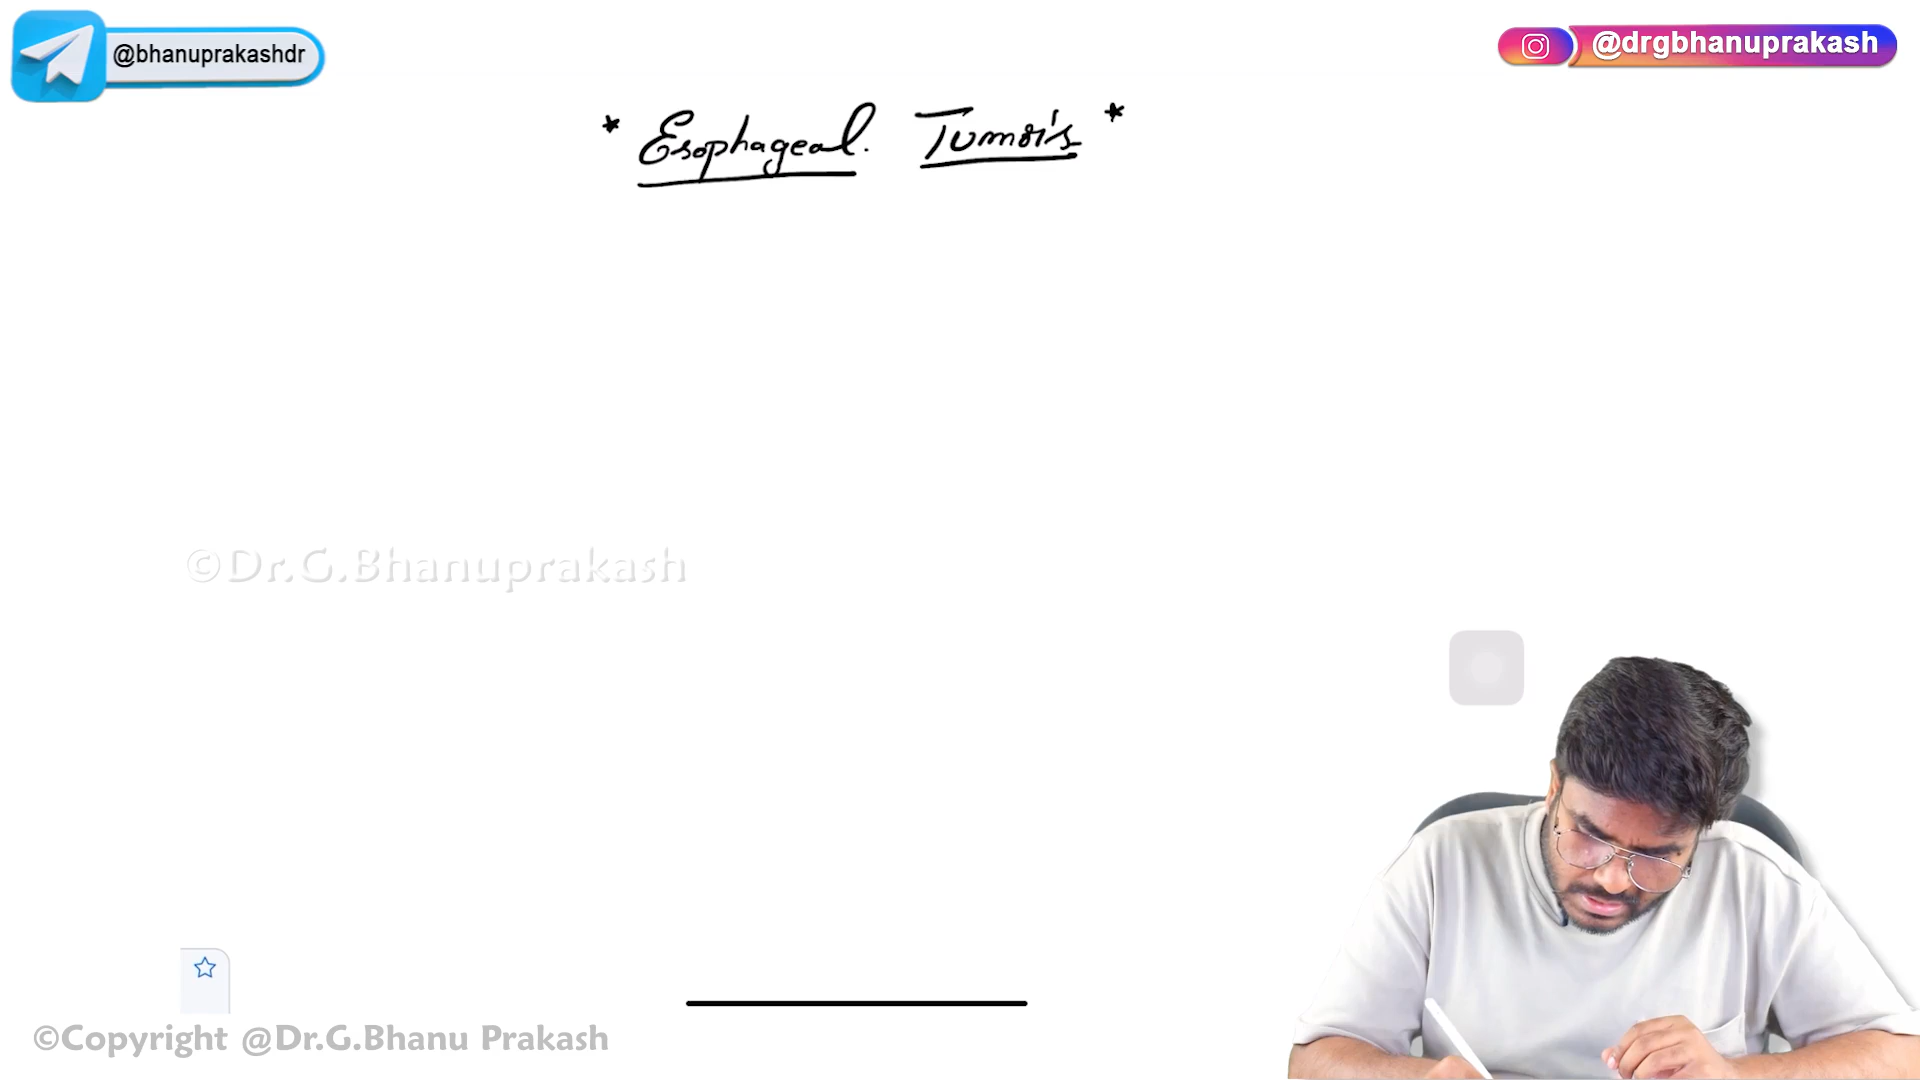 @bhanuprakashdr
@drgbhanuprakash
* Esophageal Tumors *
©Dr.G.Bhanuprakash
©Copyright @Dr.G.Bhanu Prakash